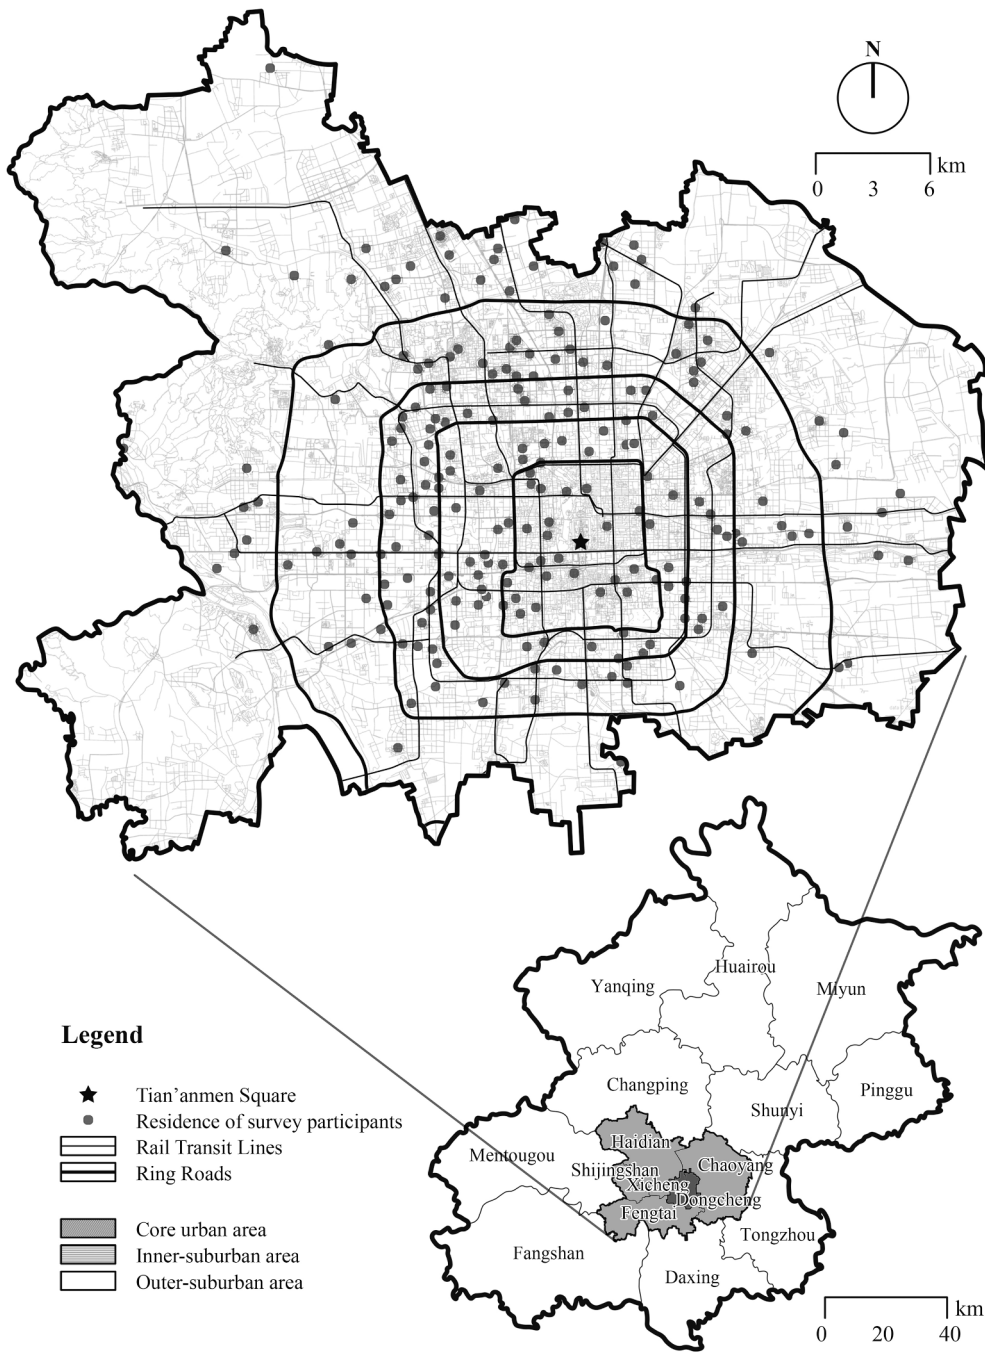 N
km
0 3 6
Huairou
Yanqing
Miyun
Changping
Pinggu
Shunyi
Haidian
Mentougou
Chaoyang
Shijingshan
Xicheng
Dongcheng
Fengtai
Tongzhou
Fangshan
Daxing
Legend
Tian'anmen Square
Residence of survey participants
Rail Transit Lines
Ring Roads
Core urban area
Inner-suburban area
Outer-suburban area
km
0 20 40